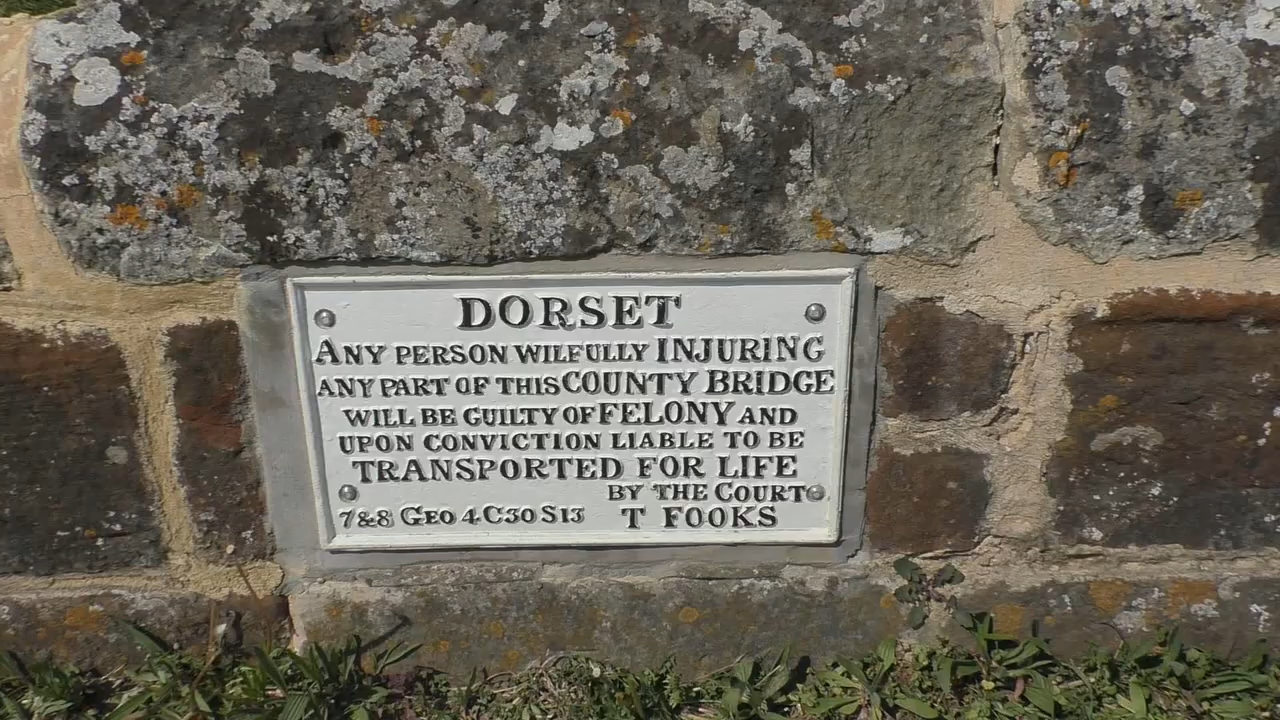 DORSET
ANY PERSON WILFULLY INJURING
ANY PART OF THIS COUNTY BRIDGE
WILL BE GUILTY OF FELONY AND
UPON CONVICTION LIABLE TO BE
TRANSPORTED FOR LIFE
BY THE COURT
7&8 GEO 4 C30 S13 T FOOKS